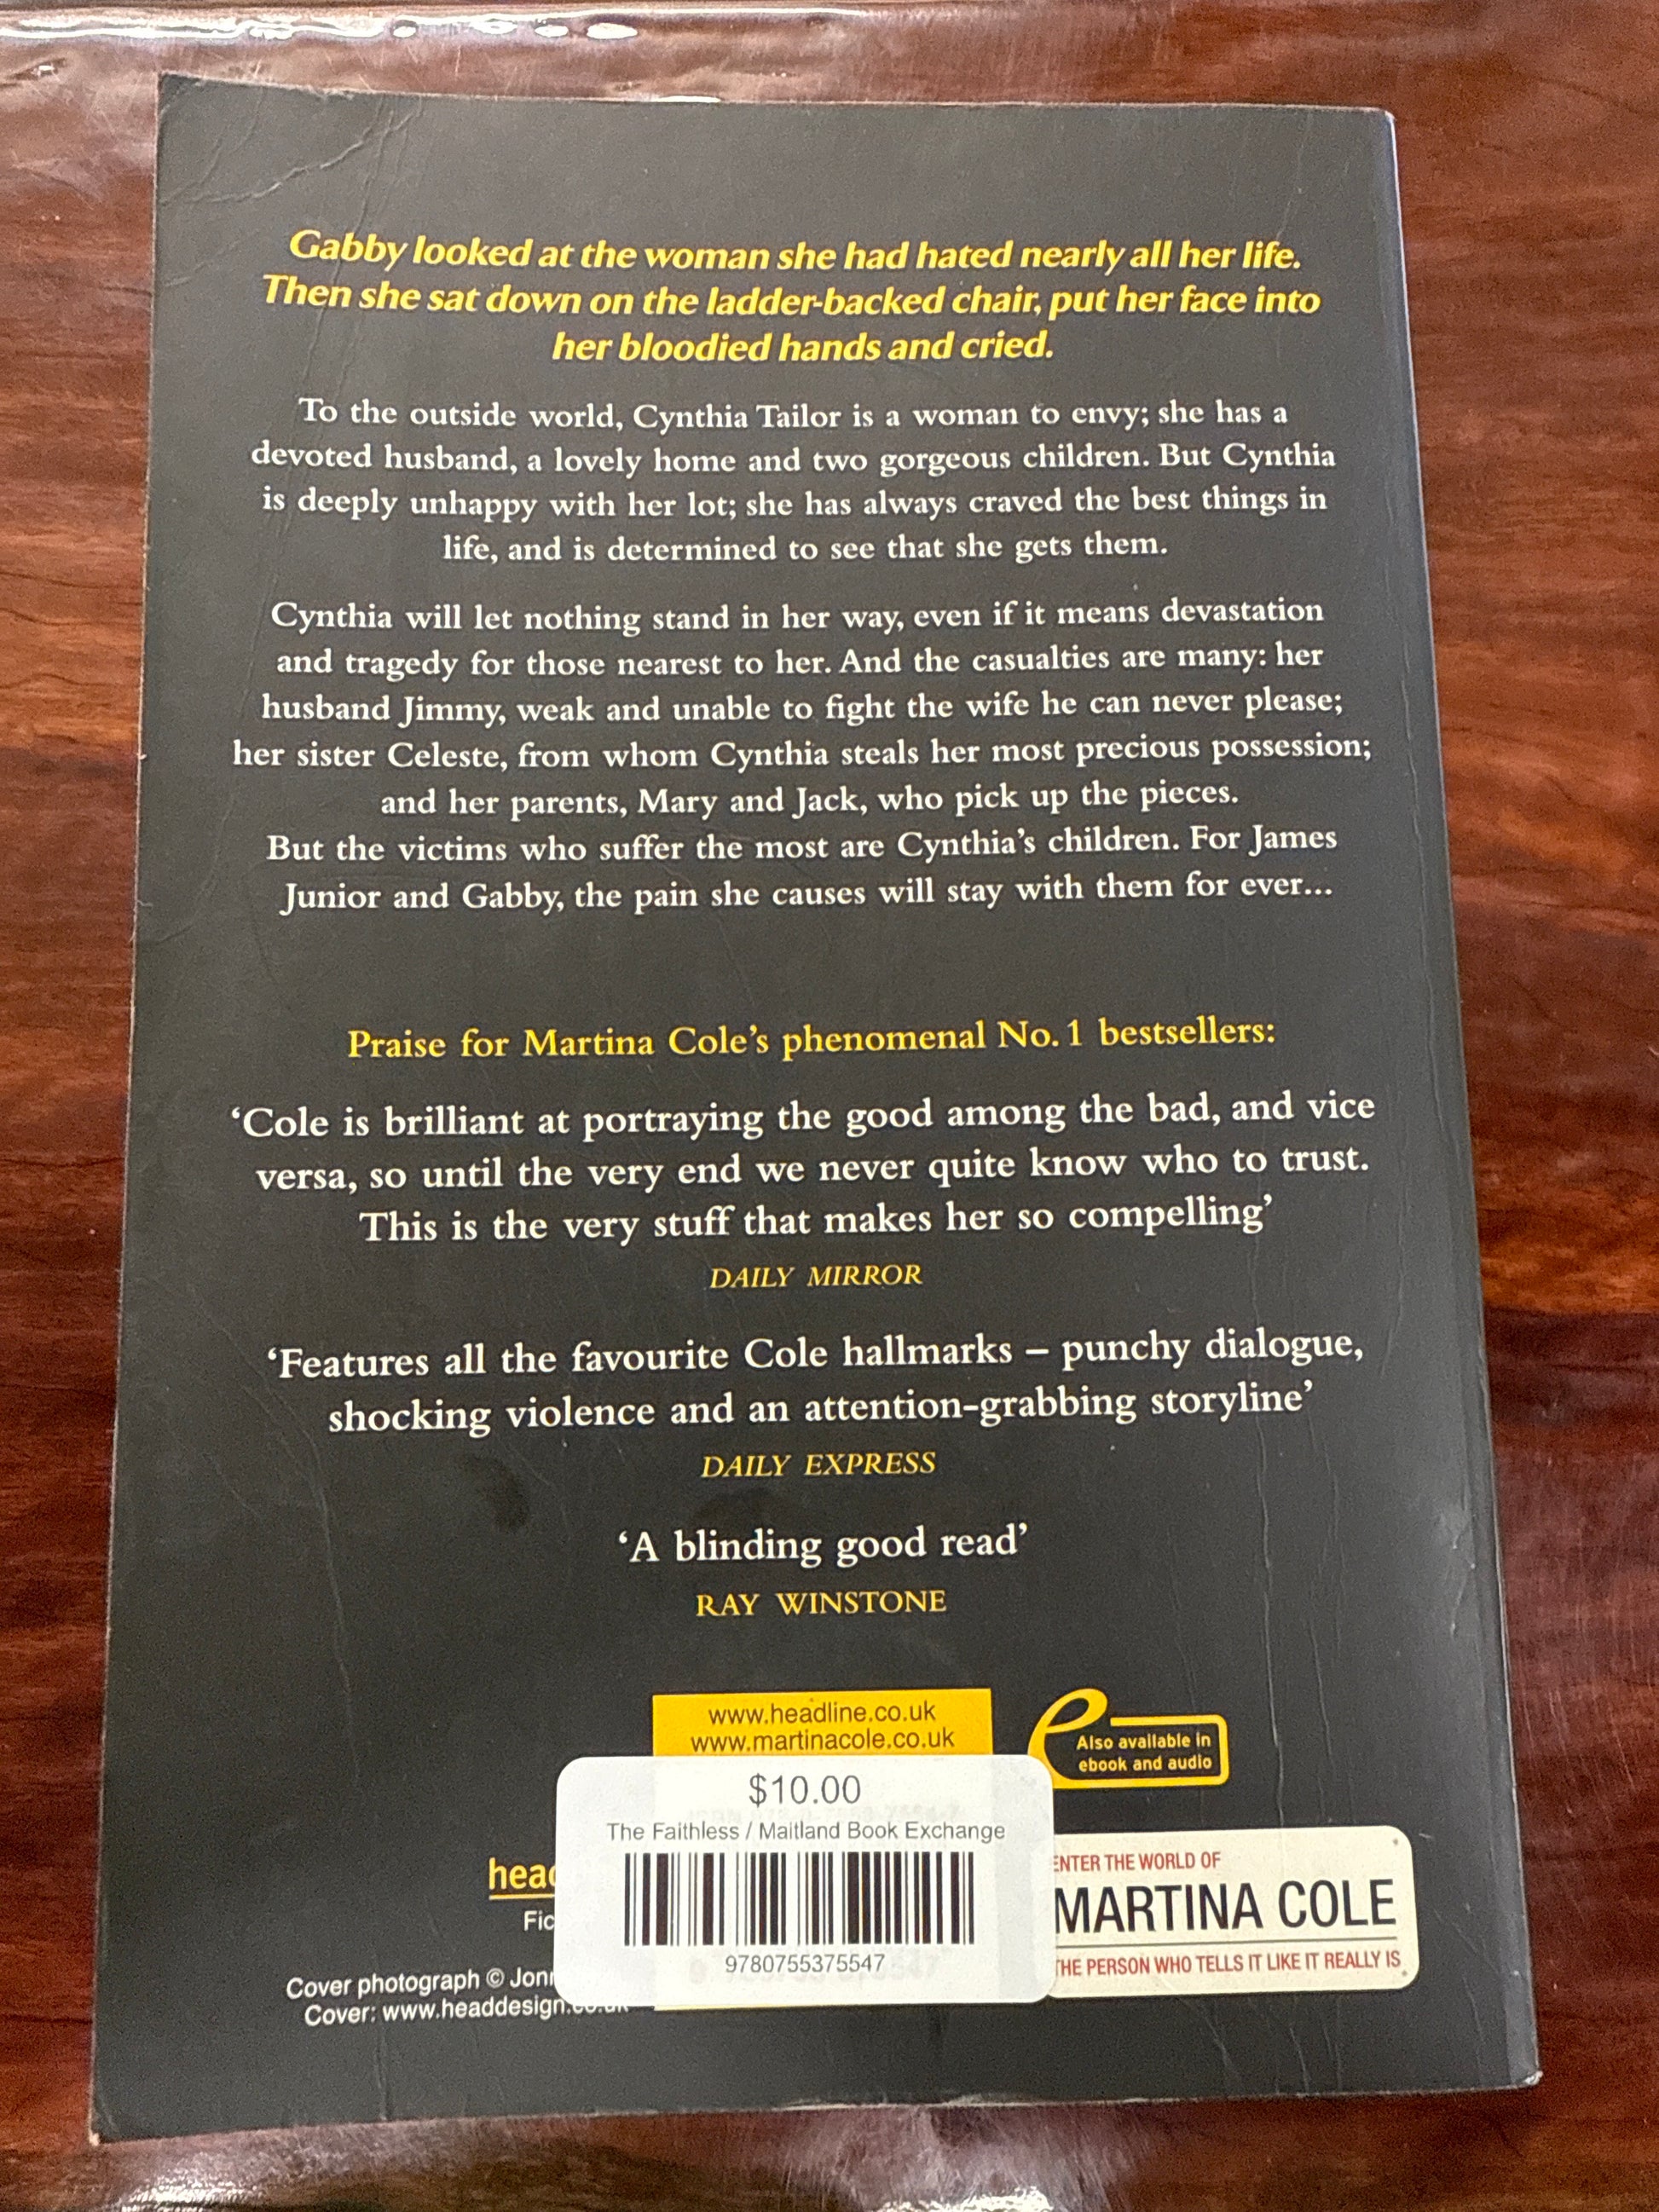 Gabby looked at the woman she had hated nearly all her life.
Then she sat down on the ladder-backed chair, put her face into
her bloodied hands and cried.
To the outside world, Cynthia Tailor is a woman to envy; she has a
devoted husband, a lovely home and two gorgeous children. But Cynthia
is deeply unhappy with her lot; she has always craved the best things in
life, and is determined to see that she gets them.
Cynthia will let nothing stand in her way, even if it means devastation
and tragedy for those nearest to her. And the casualties are many: her
husband Jimmy, weak and unable to fight the wife he can never please;
her sister Celeste, from whom Cynthia steals her most precious possession;
and her parents, Mary and Jack, who pick up the pieces.
But the victims who suffer the most are Cynthia's children. For James
Junior and Gabby, the pain she causes will stay with them for ever...
Praise for Martina Cole's phenomenal No. 1 bestsellers:
‘Cole is brilliant at portraying the good among the bad, and vice
versa, so until the very end we never quite know who to trust.
This is the very stuff that makes her so compelling’
DAILY MIRROR
‘Features all the favourite Cole hallmarks – punchy dialogue,
shocking violence and an attention-grabbing storyline’
DAILY EXPRESS
‘A blinding good read’
RAY WINSTONE
www.headline.co.uk
www.martinacole.co.uk
Also available in
ebook and audio
$10.00
The Faithless / Maitland Book Exchange
9780755375547
ENTER THE WORLD OF
MARTINA COLE
THE PERSON WHO TELLS IT LIKE IT REALLY IS
Cover photograph ©
Cover: www.headdesign.co.uk